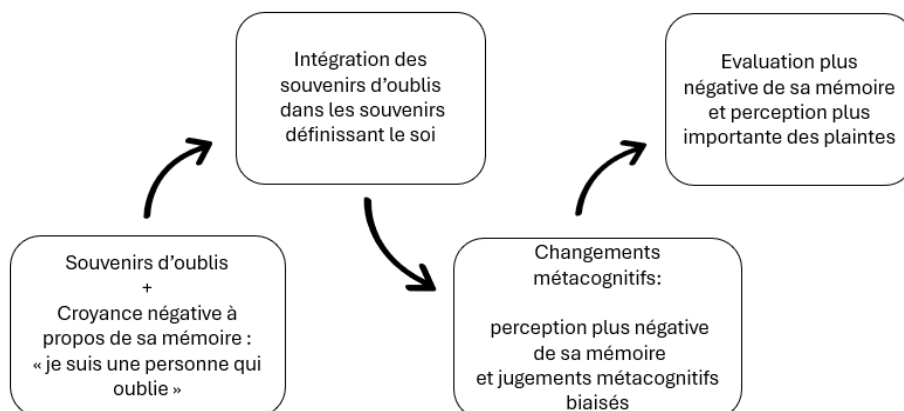 Souvenirs d'oublis
+
Croyance négative à
propos de sa mémoire :
« je suis une personne qui
oublie »
Intégration des
souvenirs d'oublis
dans les souvenirs
définissant le soi
Changements
métacognitifs:
perception plus négative
de sa mémoire
et jugements métacognitifs
biaisés
Evaluation plus
négative de sa mémoire
et perception plus
importante des plaintes